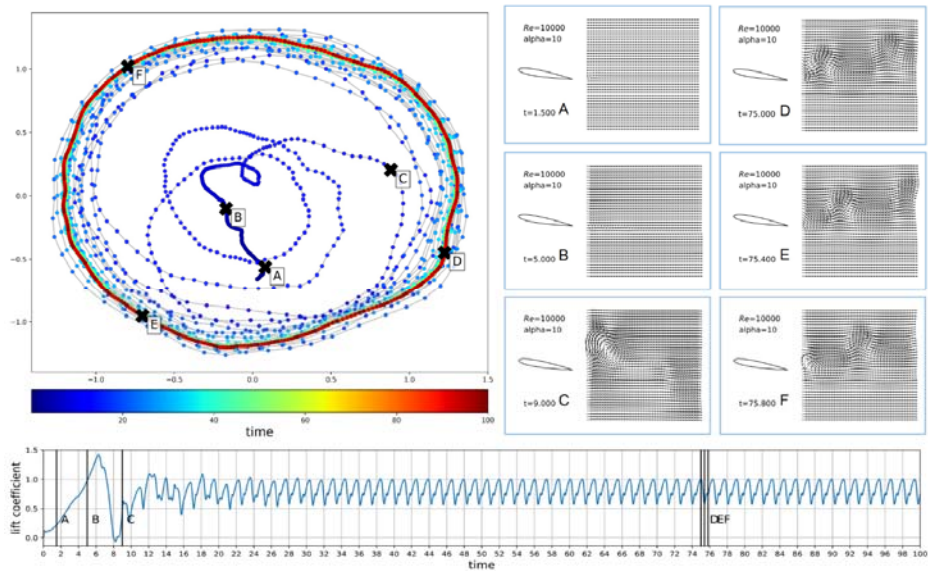 1.0
0.5
0.0
−0.5
−1.0
F
C
B
D
A
E
−1.0 −0.5 0.0 0.5 1.0 1.5
20 40 60 80 100
time
Re=10000
alpha=10
t=1.500 A
Re=10000
alpha=10
t=75.000 D
Re=10000
alpha=10
t=5.000 B
Re=10000
alpha=10
t=75.400 E
Re=10000
alpha=10
t=9.000 C
Re=10000
alpha=10
t=75.800 F
lift coefficient
1.5
1.0
0.5
0.0
A B C DEF
0 2 4 6 8 10 12 14 16 18 20 22 24 26 28 30 32 34 36 38 40 42 44 46 48 50 52 54 56 58 60 62 64 66 68 70 72 74 76 78 80 82 84 86 88 90 92 94 96 98 100
time